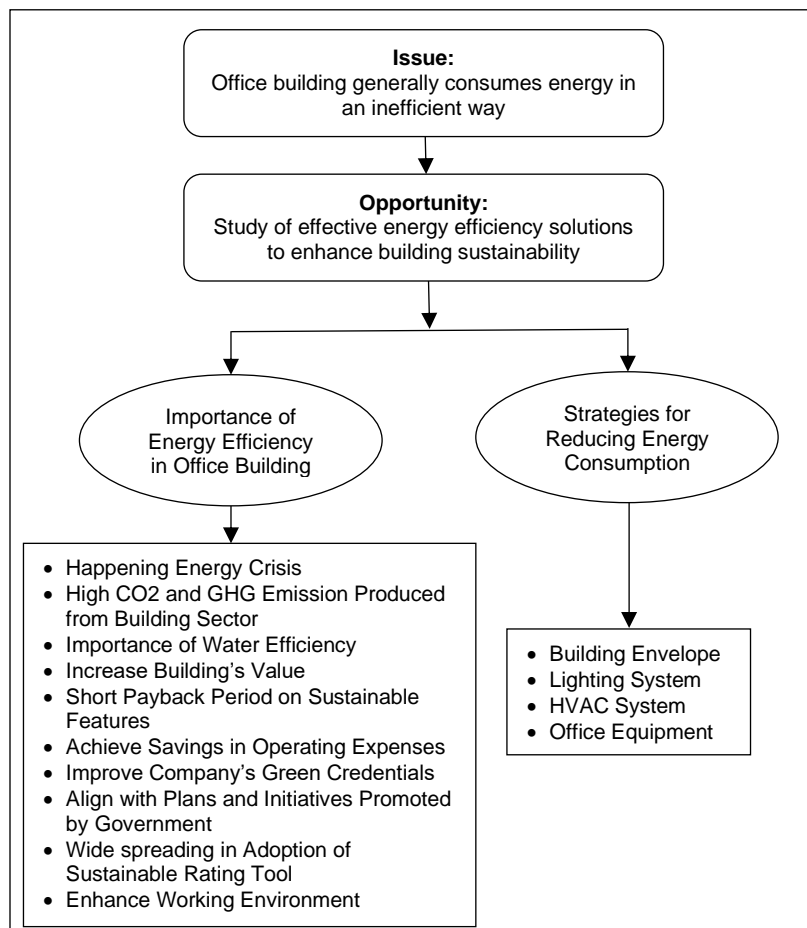 Issue:
Office building generally consumes energy in
an inefficient way
Opportunity:
Study of effective energy efficiency solutions
to enhance building sustainability
Importance of
Energy Efficiency
in Office Building
Strategies for
Reducing Energy
Consumption
• Happening Energy Crisis
• High CO2 and GHG Emission Produced
from Building Sector
• Importance of Water Efficiency
• Increase Building’s Value
• Short Payback Period on Sustainable
Features
• Achieve Savings in Operating Expenses
• Improve Company’s Green Credentials
• Align with Plans and Initiatives Promoted
by Government
• Wide spreading in Adoption of
Sustainable Rating Tool
• Enhance Working Environment
• Building Envelope
• Lighting System
• HVAC System
• Office Equipment